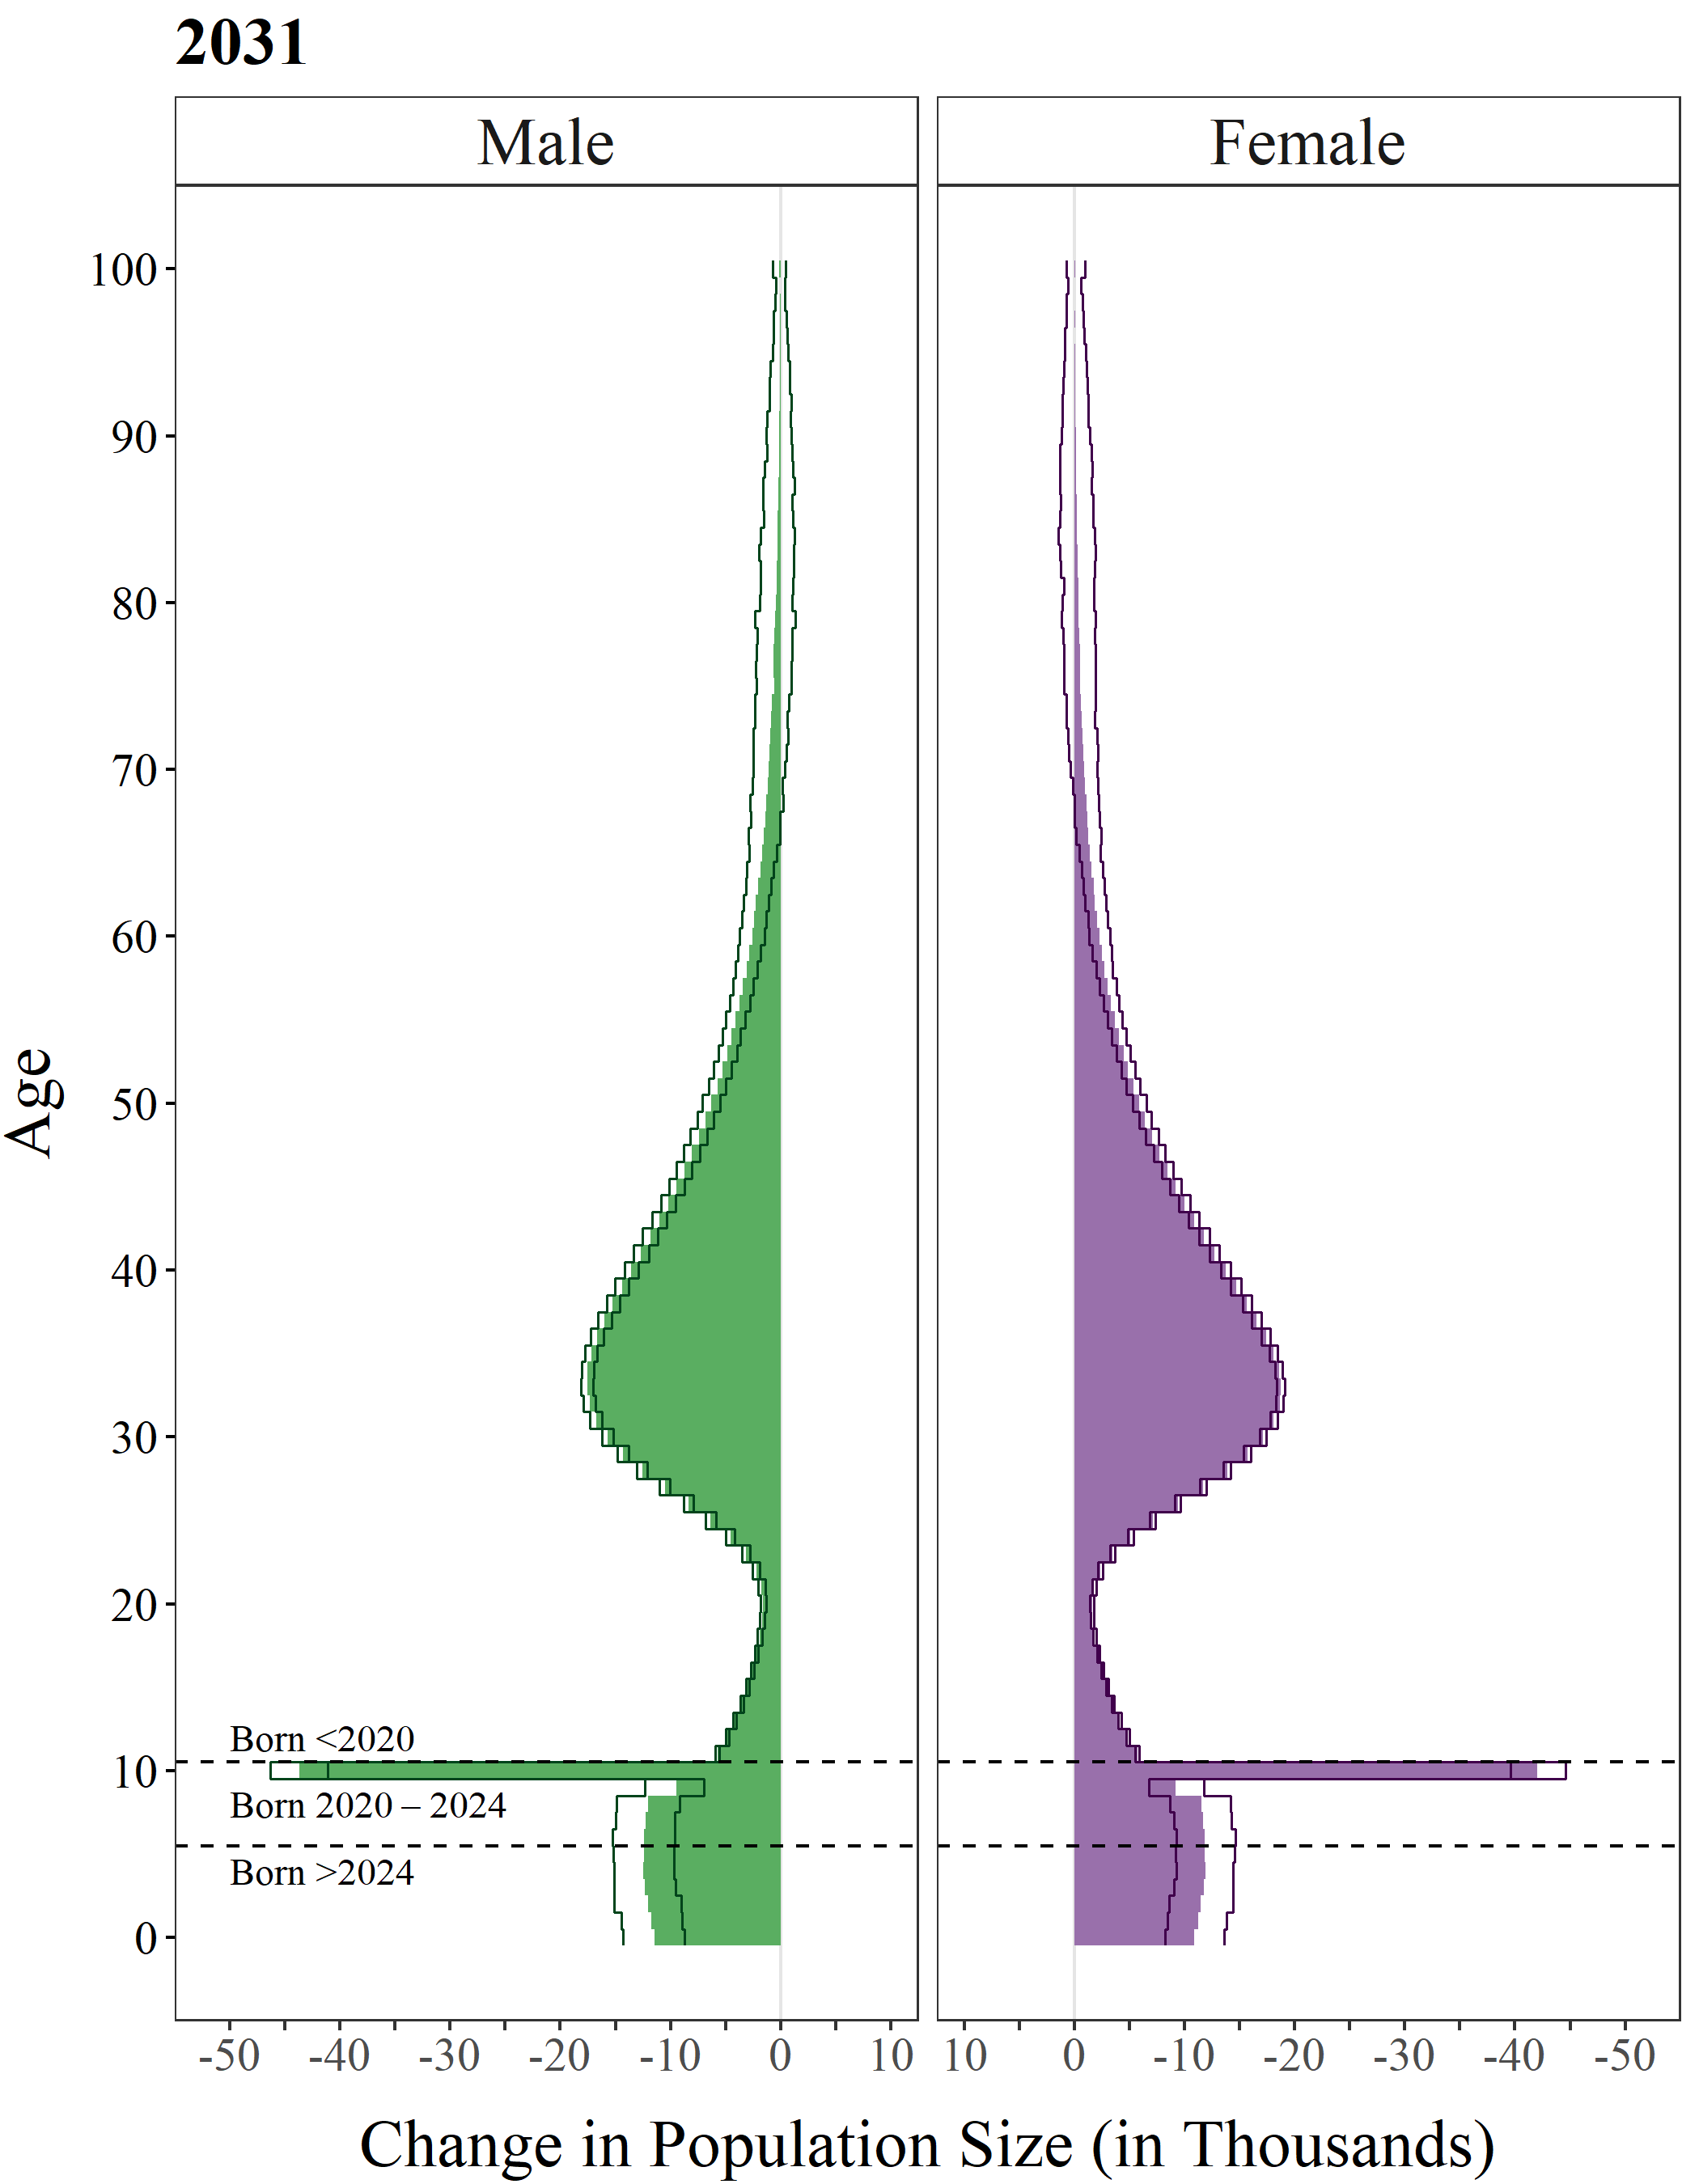 2031
Male
Female
100
90
80
70
60
50
40
30
20
10
0
Age
Born <2020
Born 2020 – 2024
Born >2024
-50 -40 -30 -20 -10 0 10
10 0 -10 -20 -30 -40 -50
Change in Population Size (in Thousands)